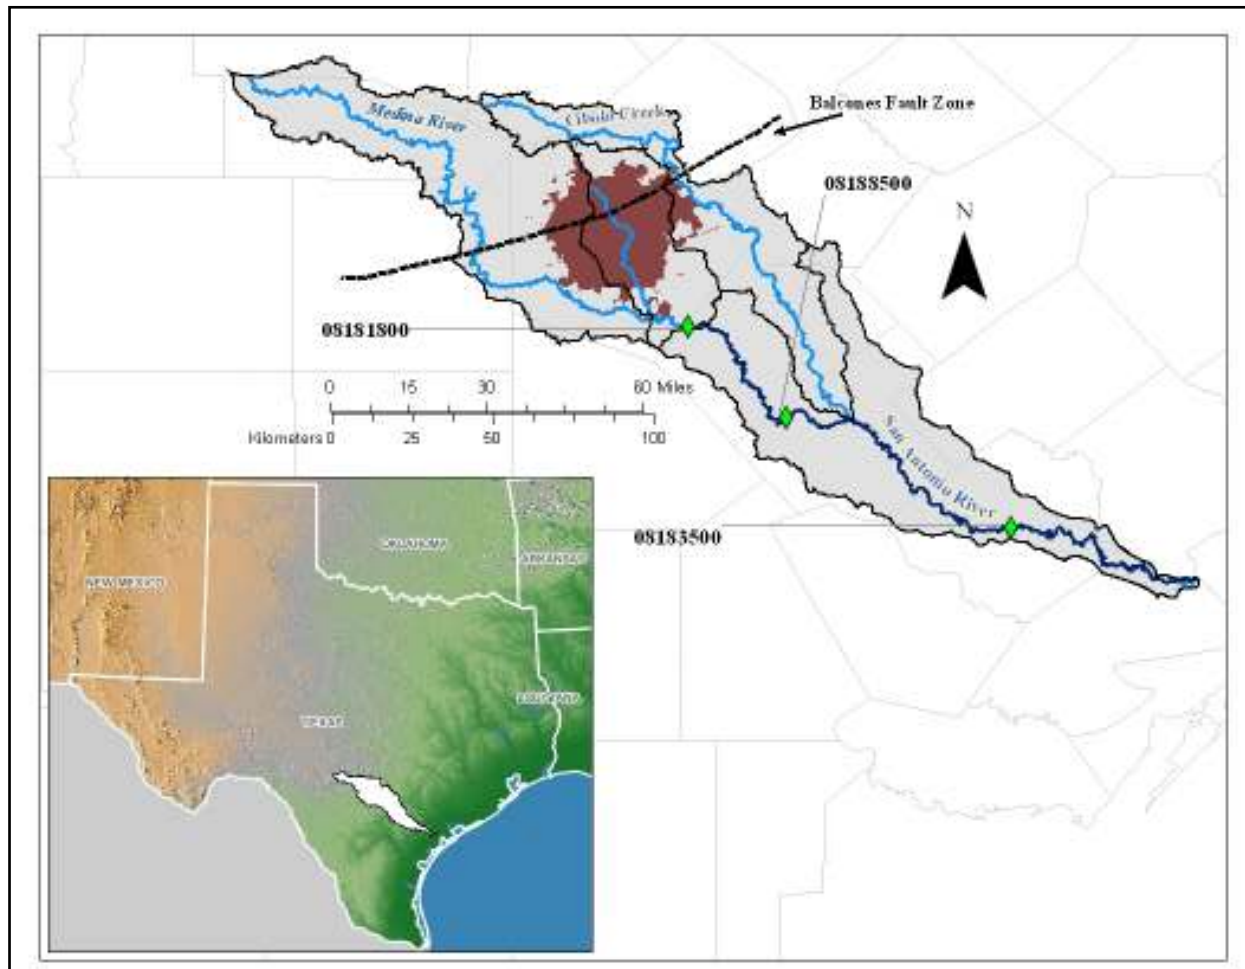 Balcones Fault Zone
Medina River
Cibolo Creek
08188500
N
08181800
0 15 30 60 Miles
Kilometers 0 25 50 100
San Antonio River
08183500
OKLAHOMA
ARKANSAS
NEW MEXICO
LOUISIANA
TEXAS